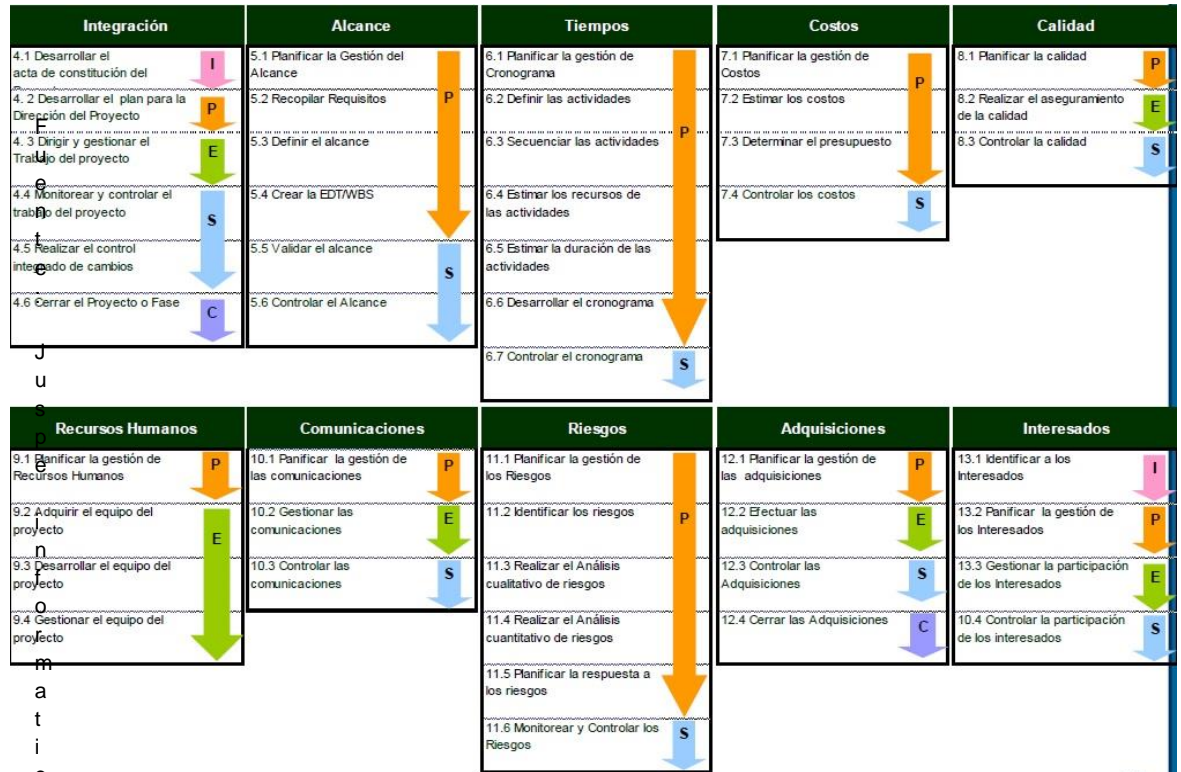 Integración
4.1 Desarrollar el
acta de constitución del
I
4. 2 Desarrollar el plan para la
Dirección del Proyecto
P
4. 3 Dirigir y gestionar el
Trabajo del proyecto
E
4.4 Monitorear y controlar el
trabajo del proyecto
S
4.5 Realizar el control
integrado de cambios
4.6 Cerrar el Proyecto o Fase
C
Alcance
5.1 Planificar la Gestión del
Alcance
5.2 Recopilar Requisitos
P
5.3 Definir el alcance
5.4 Crear la EDT/WBS
5.5 Validar el alcance
S
5.6 Controlar el Alcance
Tiempos
6.1 Planificar la gestión de
Cronograma
6.2 Definir las actividades
P
6.3 Secuenciar las actividades
6.4 Estimar los recursos de
las actividades
6.5 Estimar la duración de las
actividades
6.6 Desarrollar el cronograma
6.7 Controlar el cronograma
S
Costos
7.1 Planificar la gestión de
Costos
P
7.2 Estimar los costos
7.3 Determinar el presupuesto
7.4 Controlar los costos
S
Calidad
8.1 Planificar la calidad
P
8.2 Realizar el aseguramiento
de la calidad
E
8.3 Controlar la calidad
S
Recursos Humanos
9.1 Planificar la gestión de
Recursos Humanos
P
9.2 Adquirir el equipo del
proyecto
E
9.3 Desarrollar el equipo del
proyecto
9.4 Gestionar el equipo del
proyecto
Comunicaciones
10.1 Panificar la gestión de
las comunicaciones
P
10.2 Gestionar las
comunicaciones
E
10.3 Controlar las
comunicaciones
S
Riesgos
11.1 Planificar la gestión de
los Riesgos
11.2 Identificar los riesgos
P
11.3 Realizar el Análisis
cualitativo de riesgos
11.4 Realizar el Análisis
cuantitativo de riesgos
11.5 Planificar la respuesta a
los riesgos
11.6 Monitorear y Controlar los
Riesgos
S
Adquisiciones
12.1 Planificar la gestión de
las adquisiciones
P
12.2 Efectuar las
adquisiciones
E
12.3 Controlar las
Adquisiciones
S
12.4 Cerrar las Adquisiciones
C
Interesados
13.1 Identificar a los
Interesados
I
13.2 Panificar la gestión de
los Interesados
P
13.3 Gestionar la participación
de los Interesados
E
10.4 Controlar la participación
de los interesados
S
F
u
e
n
t
e
:
J
u
s
p
e
I
n
f
o
r
m
a
t
i